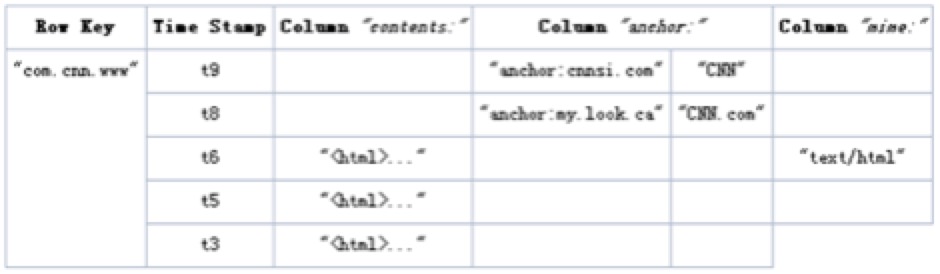 Row Key Time Stamp Column "contents:" Column "anchor:" Column "mime:"
"com.cnn.www" t9 "anchor:cnnsi.com" "CNN"
t8 "anchor:my.look.ca" "CNN.com"
t6 "<html>..." "text/html"
t5 "<html>..."
t3 "<html>..."